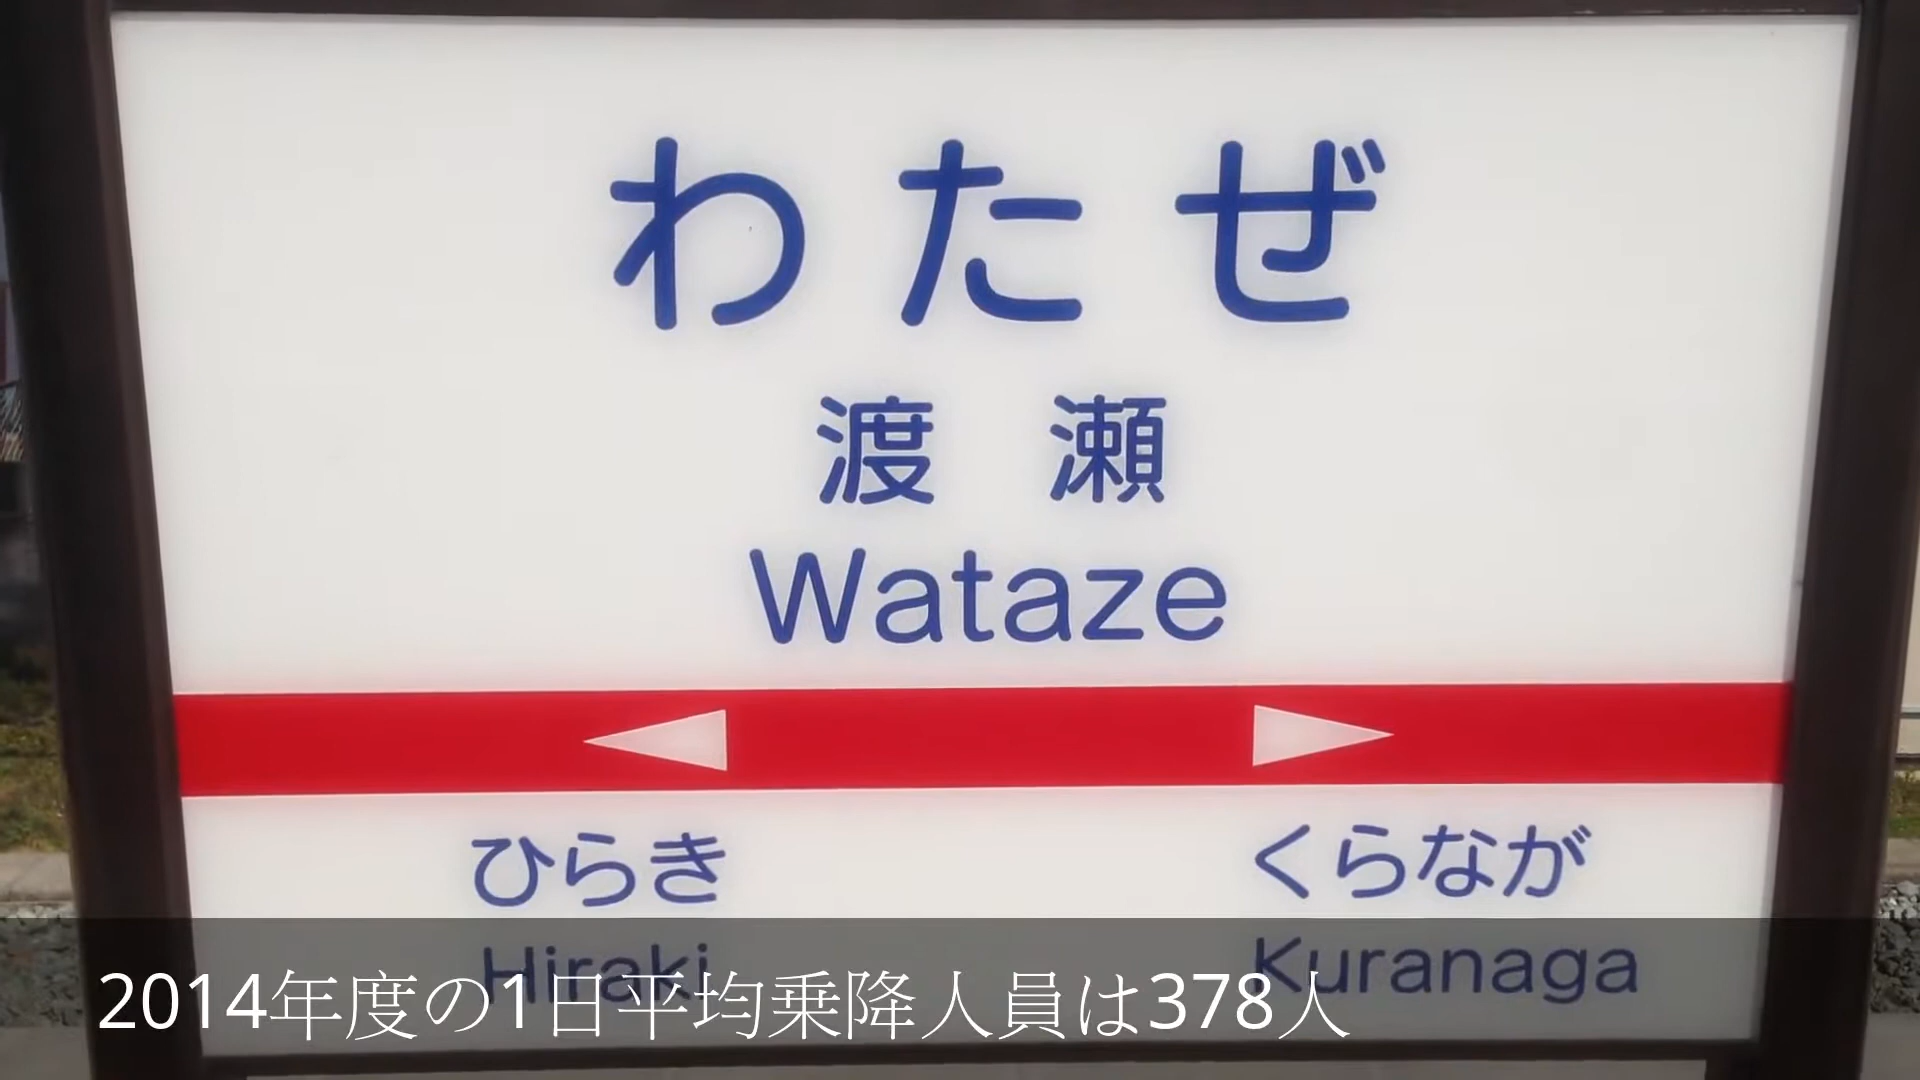 わたぜ
渡瀬
Wataze
ひらき くらなが
Hiraki Kuranaga
2014年度の1日平均乗降人員は378人